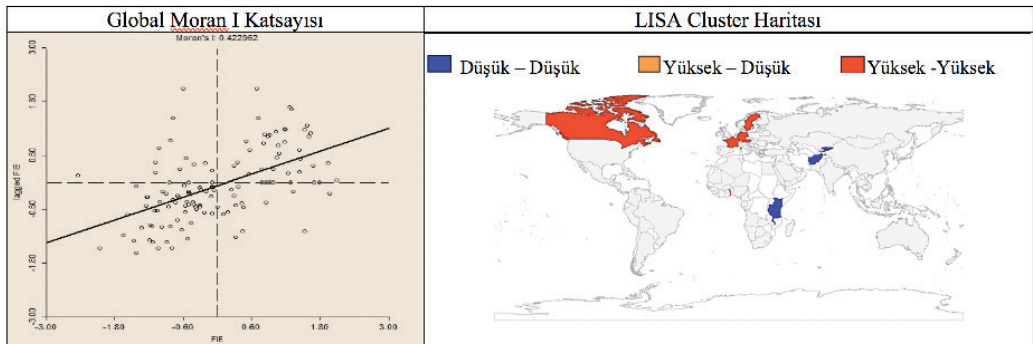 Global Moran I Katsayısı
LISA Cluster Haritası
Moran's I: 0.422962
3.00
1.80
0.60
-0.60
-1.80
-3.00
lagged FIE
-3.00 -1.80 -0.60 0.60 1.80 3.00
FIE
Düşük – Düşük
Yüksek – Düşük
Yüksek -Yüksek